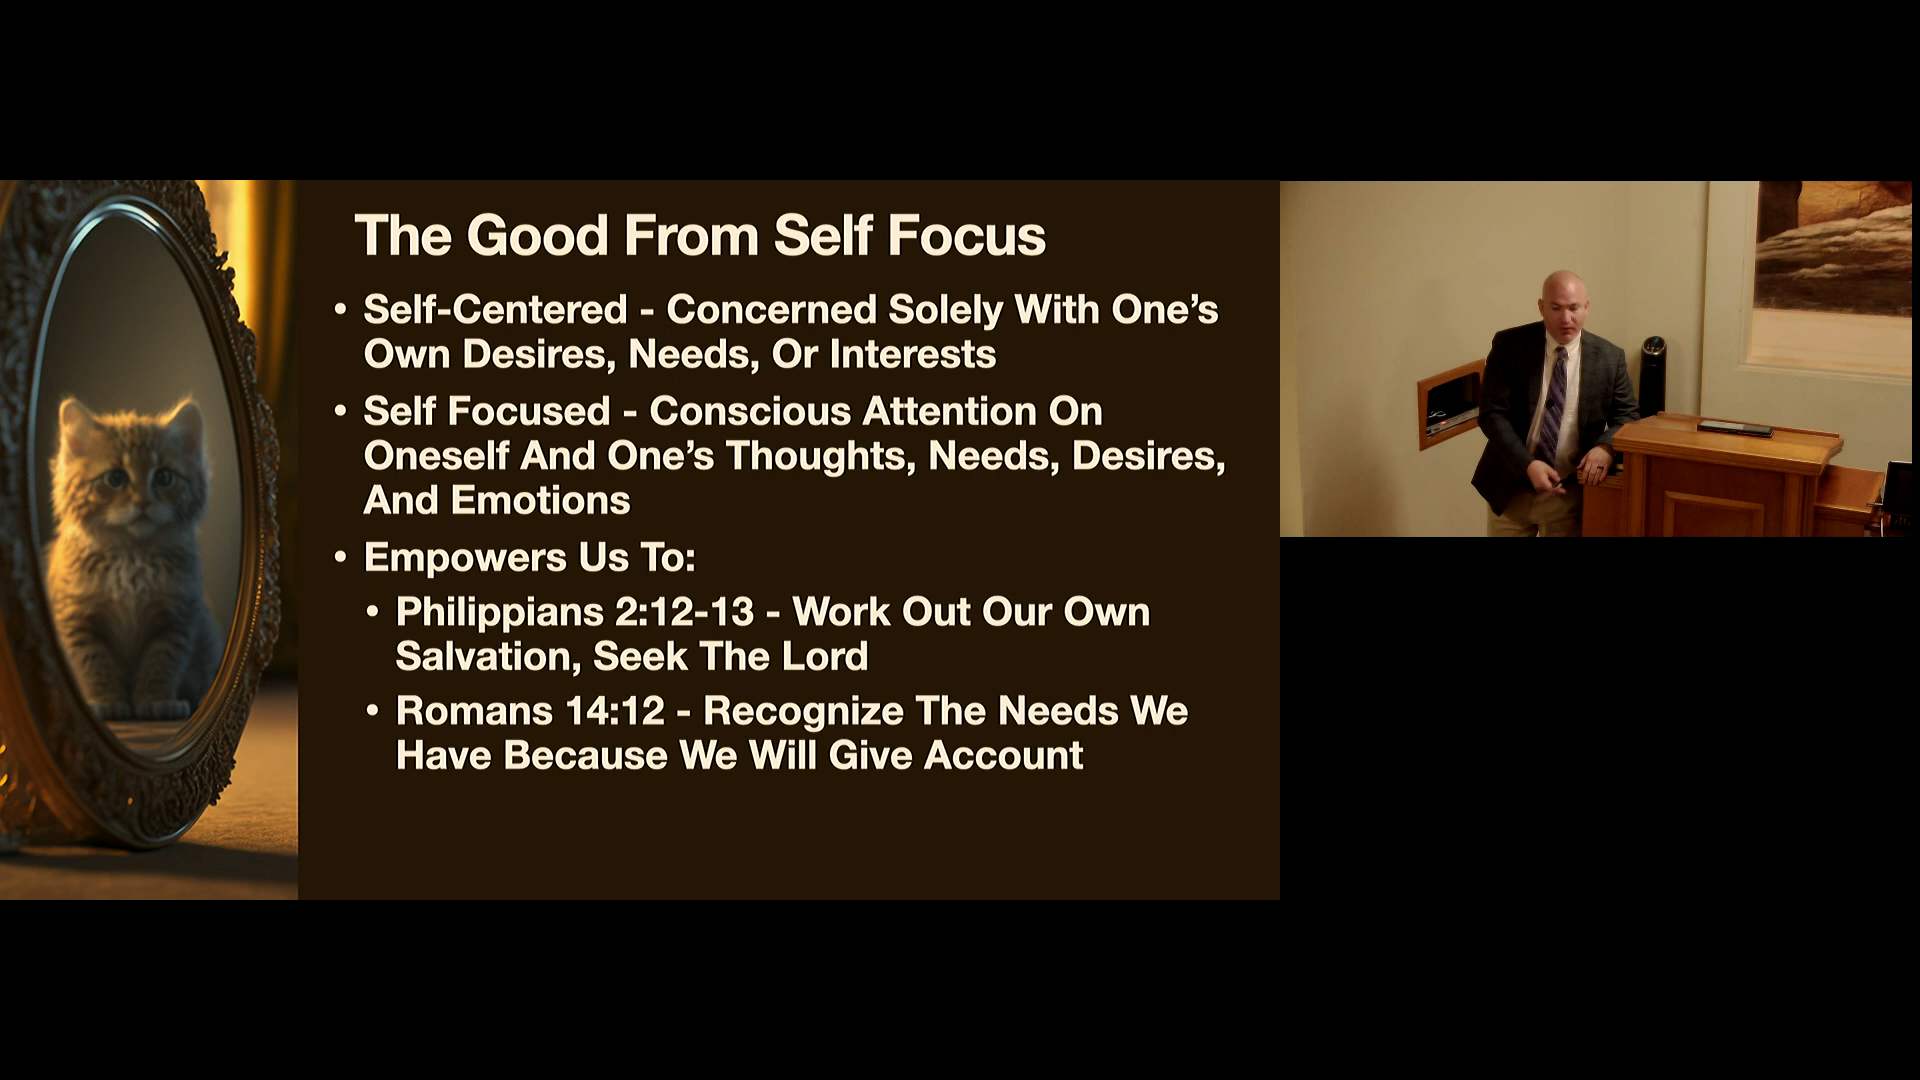 The Good From Self Focus
• Self-Centered - Concerned Solely With One’s
Own Desires, Needs, Or Interests
• Self Focused - Conscious Attention On
Oneself And One’s Thoughts, Needs, Desires,
And Emotions
• Empowers Us To:
• Philippians 2:12-13 - Work Out Our Own
Salvation, Seek The Lord
• Romans 14:12 - Recognize The Needs We
Have Because We Will Give Account